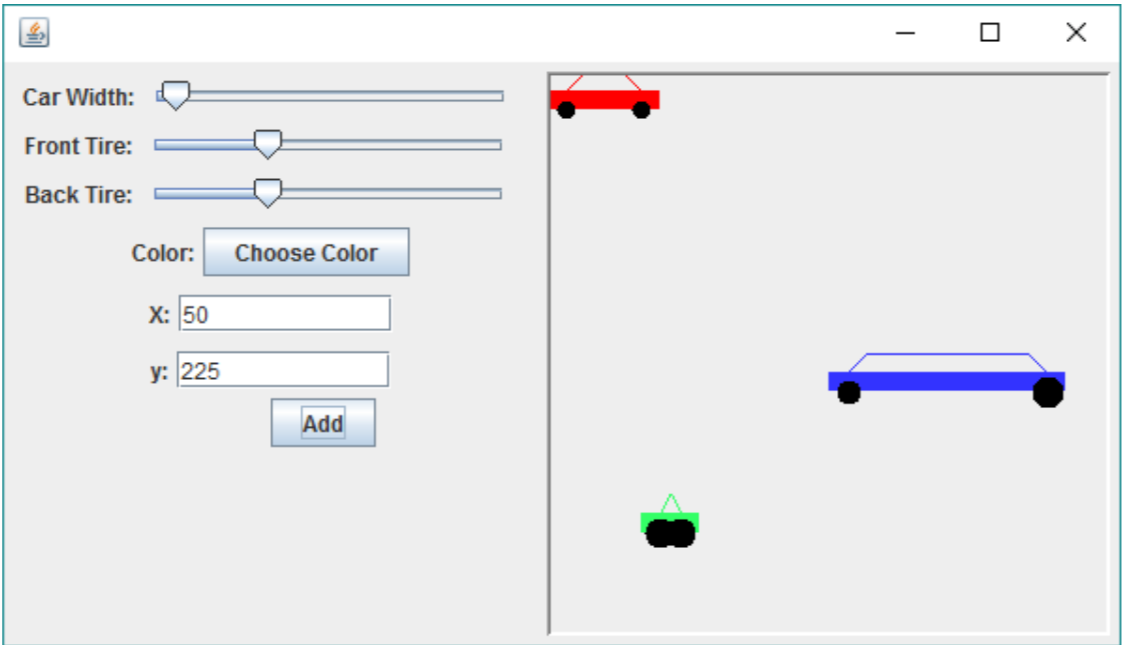 Car Width:
Front Tire:
Back Tire:
Color: Choose Color
X: 50
y: 225
Add